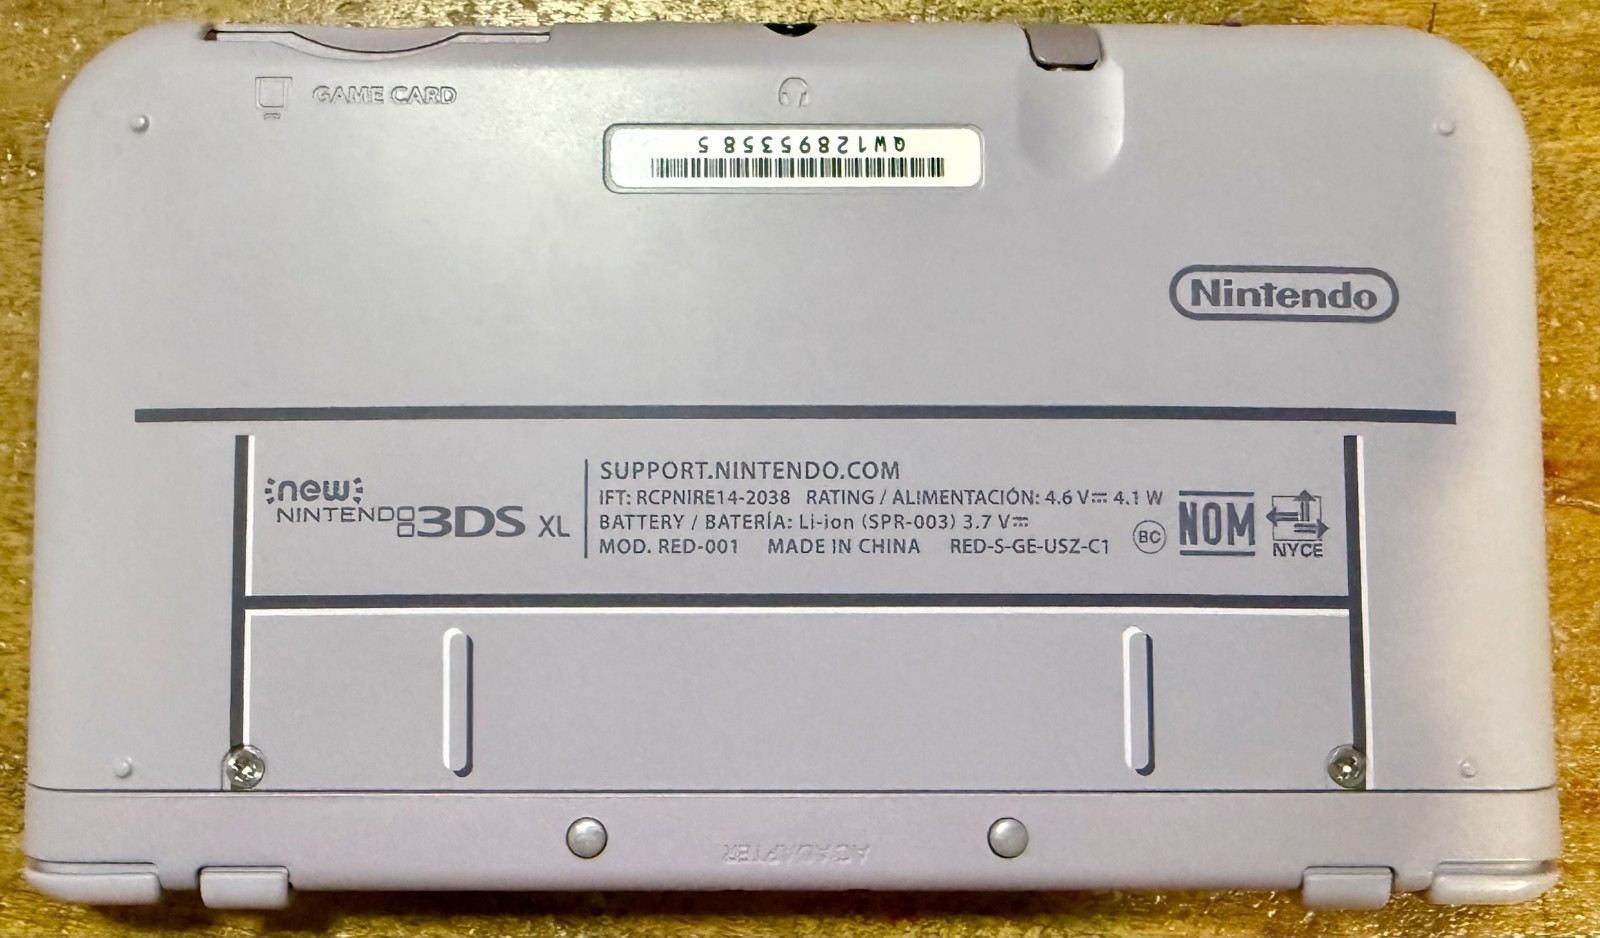 GAME CARD
QW12895358 5
Nintendo
new
NINTENDO 3DS XL
SUPPORT.NINTENDO.COM
IFT: RCPNIRE14-2038 RATING / ALIMENTACIÓN: 4.6 V⎓ 4.1 W
BATTERY / BATERÍA: Li-ion (SPR-003) 3.7 V⎓
MOD. RED-001 MADE IN CHINA RED-S-GE-USZ-C1
BC
NOM
NYCE
AC ADAPTER